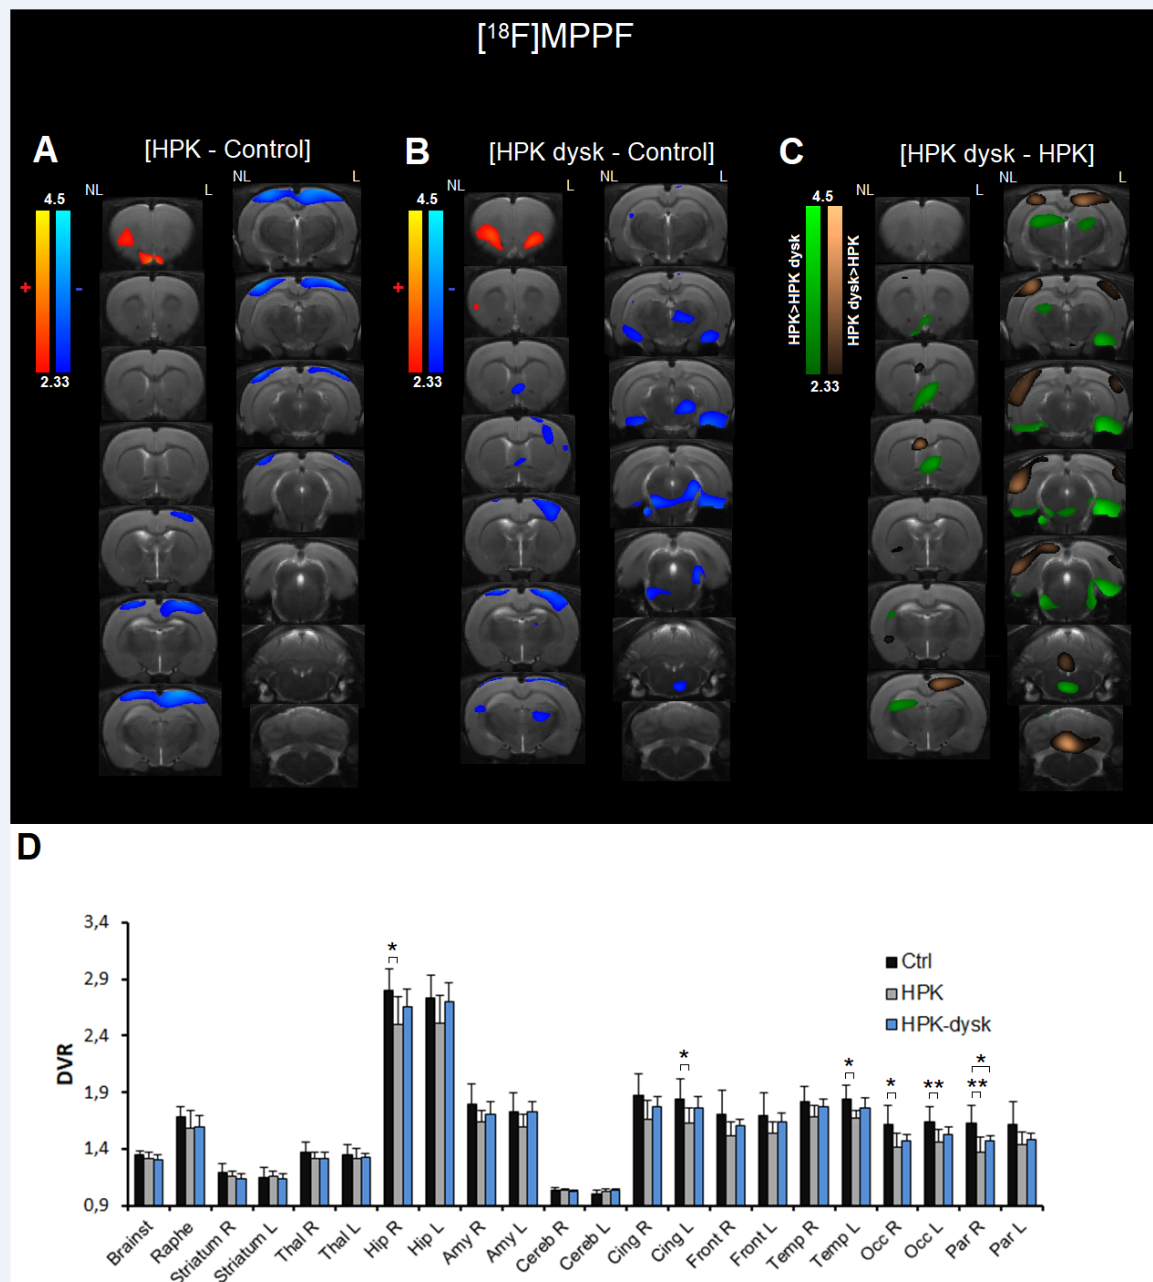 [¹⁸F]MPPF
A
[HPK - Control]
NL
L
NL
L
4.5
+
-
2.33
B
[HPK dysk - Control]
NL
L
NL
L
4.5
+
-
2.33
C
[HPK dysk - HPK]
NL
L
4.5
HPK>HPK dysk
HPK dysk>HPK
2.33
D
DVR
3,4
2,9
2,4
1,9
1,4
0,9
*
*
*
*
**
*
**
Ctrl
HPK
HPK-dysk
Brainst
Raphe
Striatum R
Striatum L
Thal R
Thal L
Hip R
Hip L
Amy R
Amy L
Cereb R
Cereb L
Cing R
Cing L
Front R
Front L
Temp R
Temp L
Occ R
Occ L
Par R
Par L